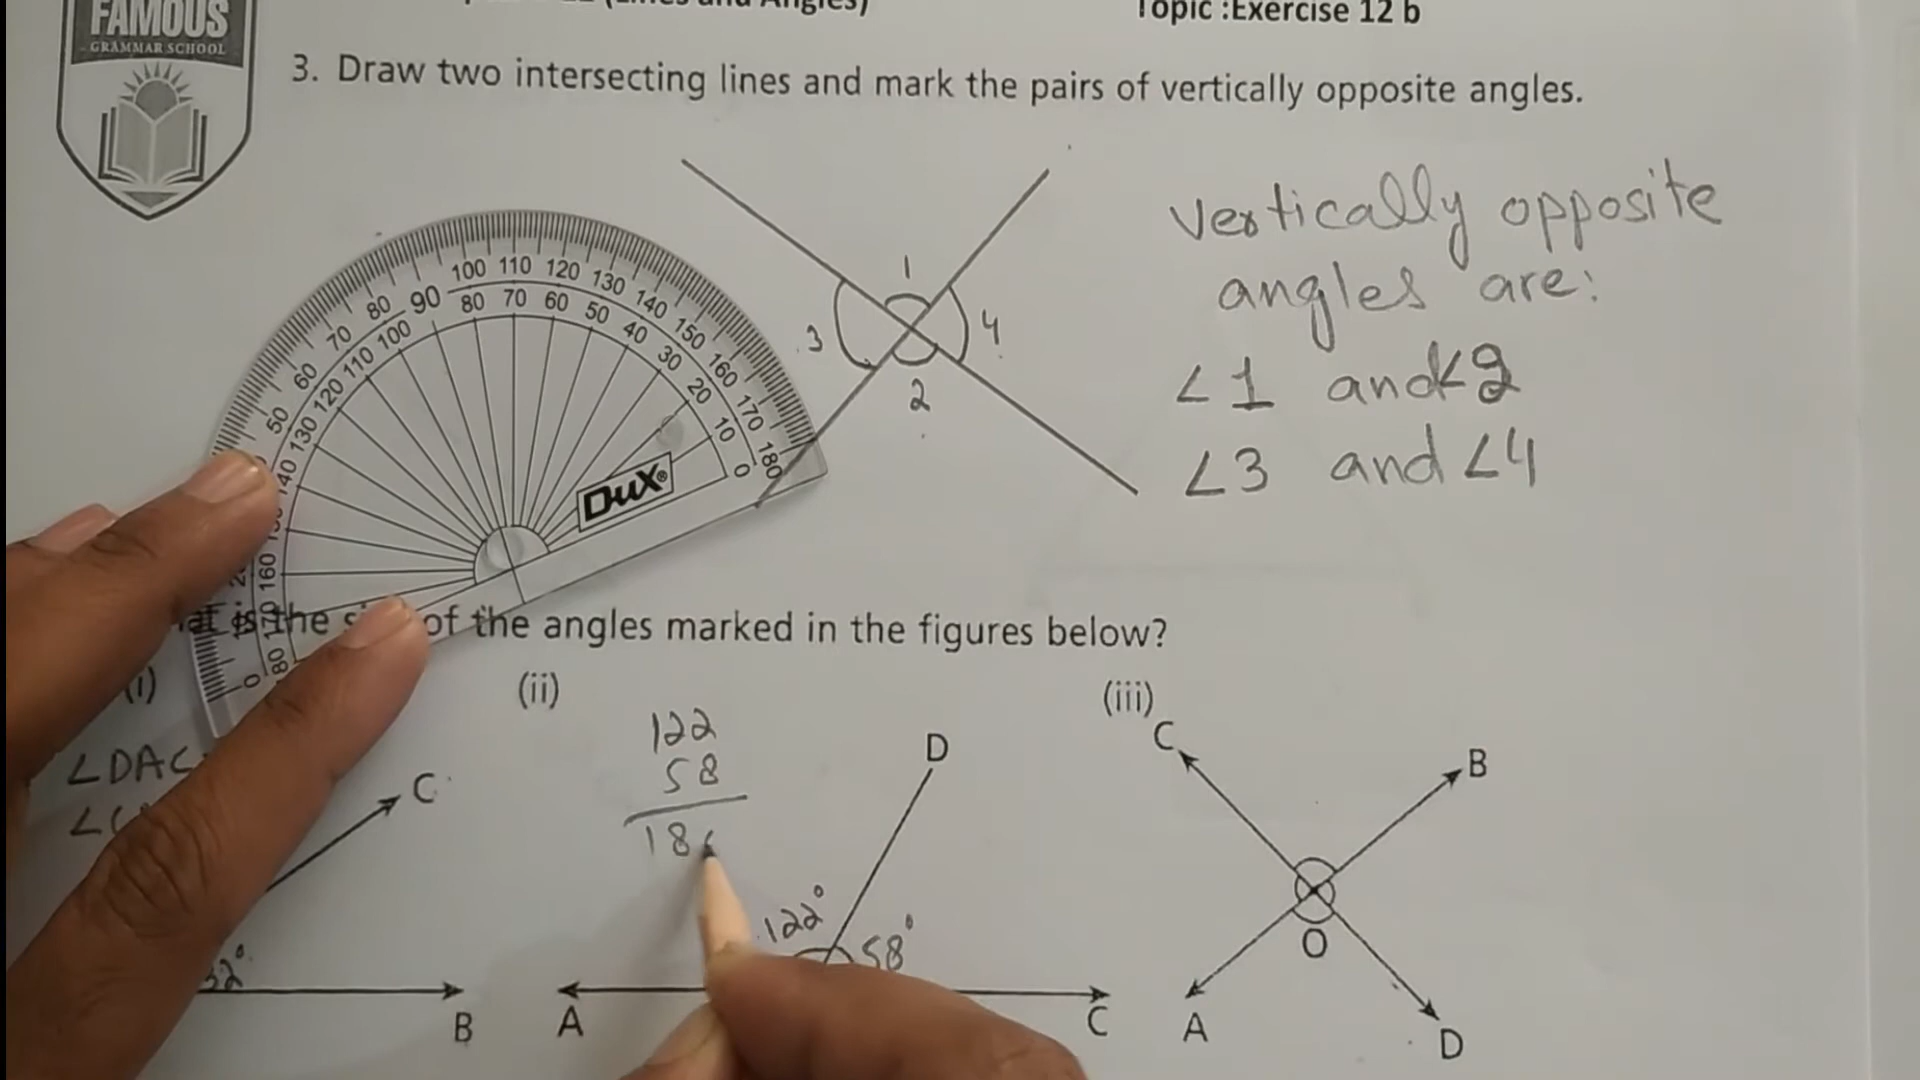 FAMOUS
GRAMMAR SCHOOL
Topic :Exercise 12 b
3. Draw two intersecting lines and mark the pairs of vertically opposite angles.
1
3
4
2
Vertically opposite
angles are:
∠1 and ∠2
∠3 and ∠4
0 10 20 30 40 50 60 70 80 100 110 120 130 140 160
50 60 70 80 90 100 110 120 130 140 150 160 170 180
DUX®
the of the angles marked in the figures below?
(i)
(ii)
(iii)
∠DAC
C
32°
B
122
58
18
D
122°
58°
A
C
C
B
O
A
D